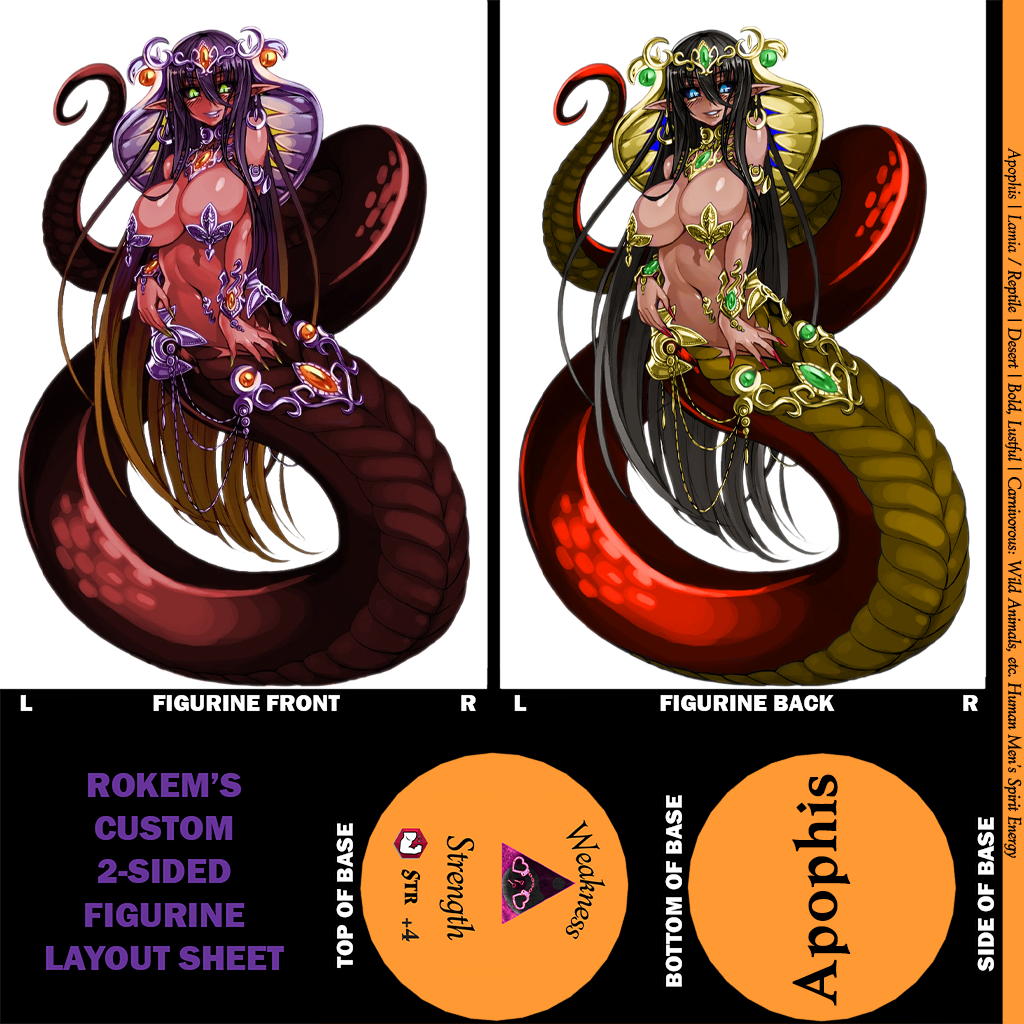 L
FIGURINE FRONT
R
L
FIGURINE BACK
R
ROKEM'S
CUSTOM
2-SIDED
FIGURINE
LAYOUT SHEET
TOP OF BASE
Weakness
Strength
STR +4
BOTTOM OF BASE
Apophis
SIDE OF BASE
Apophis | Lamia / Reptile | Desert | Bold, Lustful | Carnivorous: Wild Animals, etc. Human Men's Spirit Energy